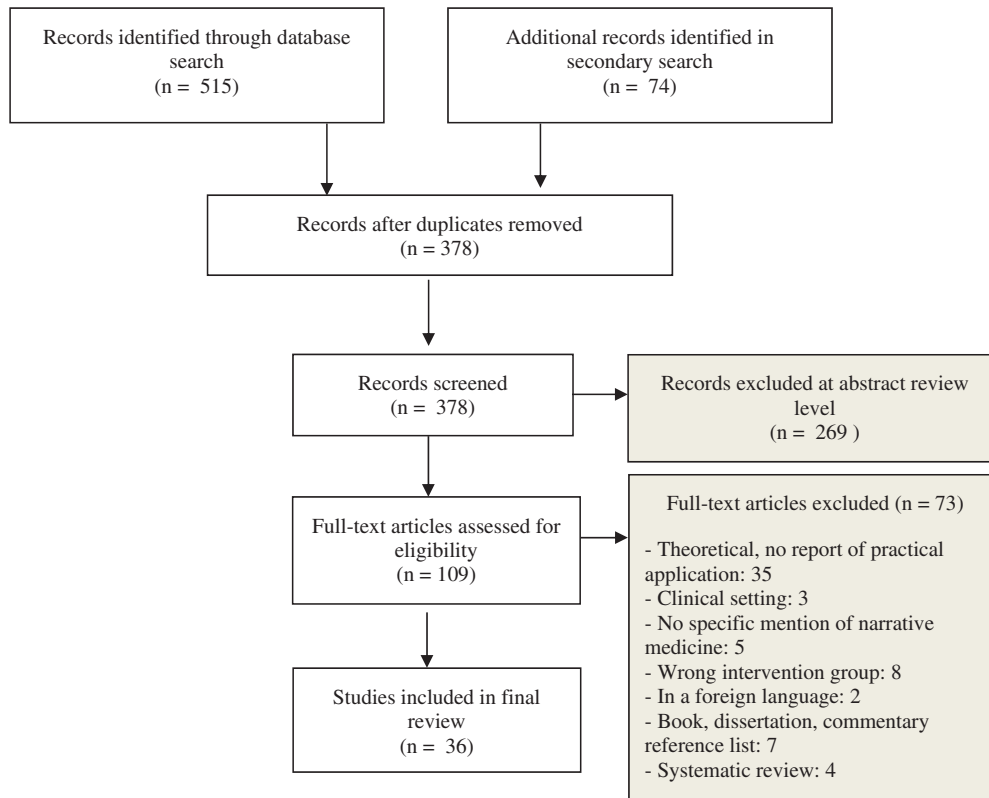 Records identified through database
search
(n = 515)
Additional records identified in
secondary search
(n = 74)
Records after duplicates removed
(n = 378)
Records screened
(n = 378)
Records excluded at abstract review
level
(n = 269 )
Full-text articles assessed for
eligibility
(n = 109)
Full-text articles excluded (n = 73)
- Theoretical, no report of practical
application: 35
- Clinical setting: 3
- No specific mention of narrative
medicine: 5
- Wrong intervention group: 8
- In a foreign language: 2
- Book, dissertation, commentary
reference list: 7
- Systematic review: 4
Studies included in final
review
(n = 36)